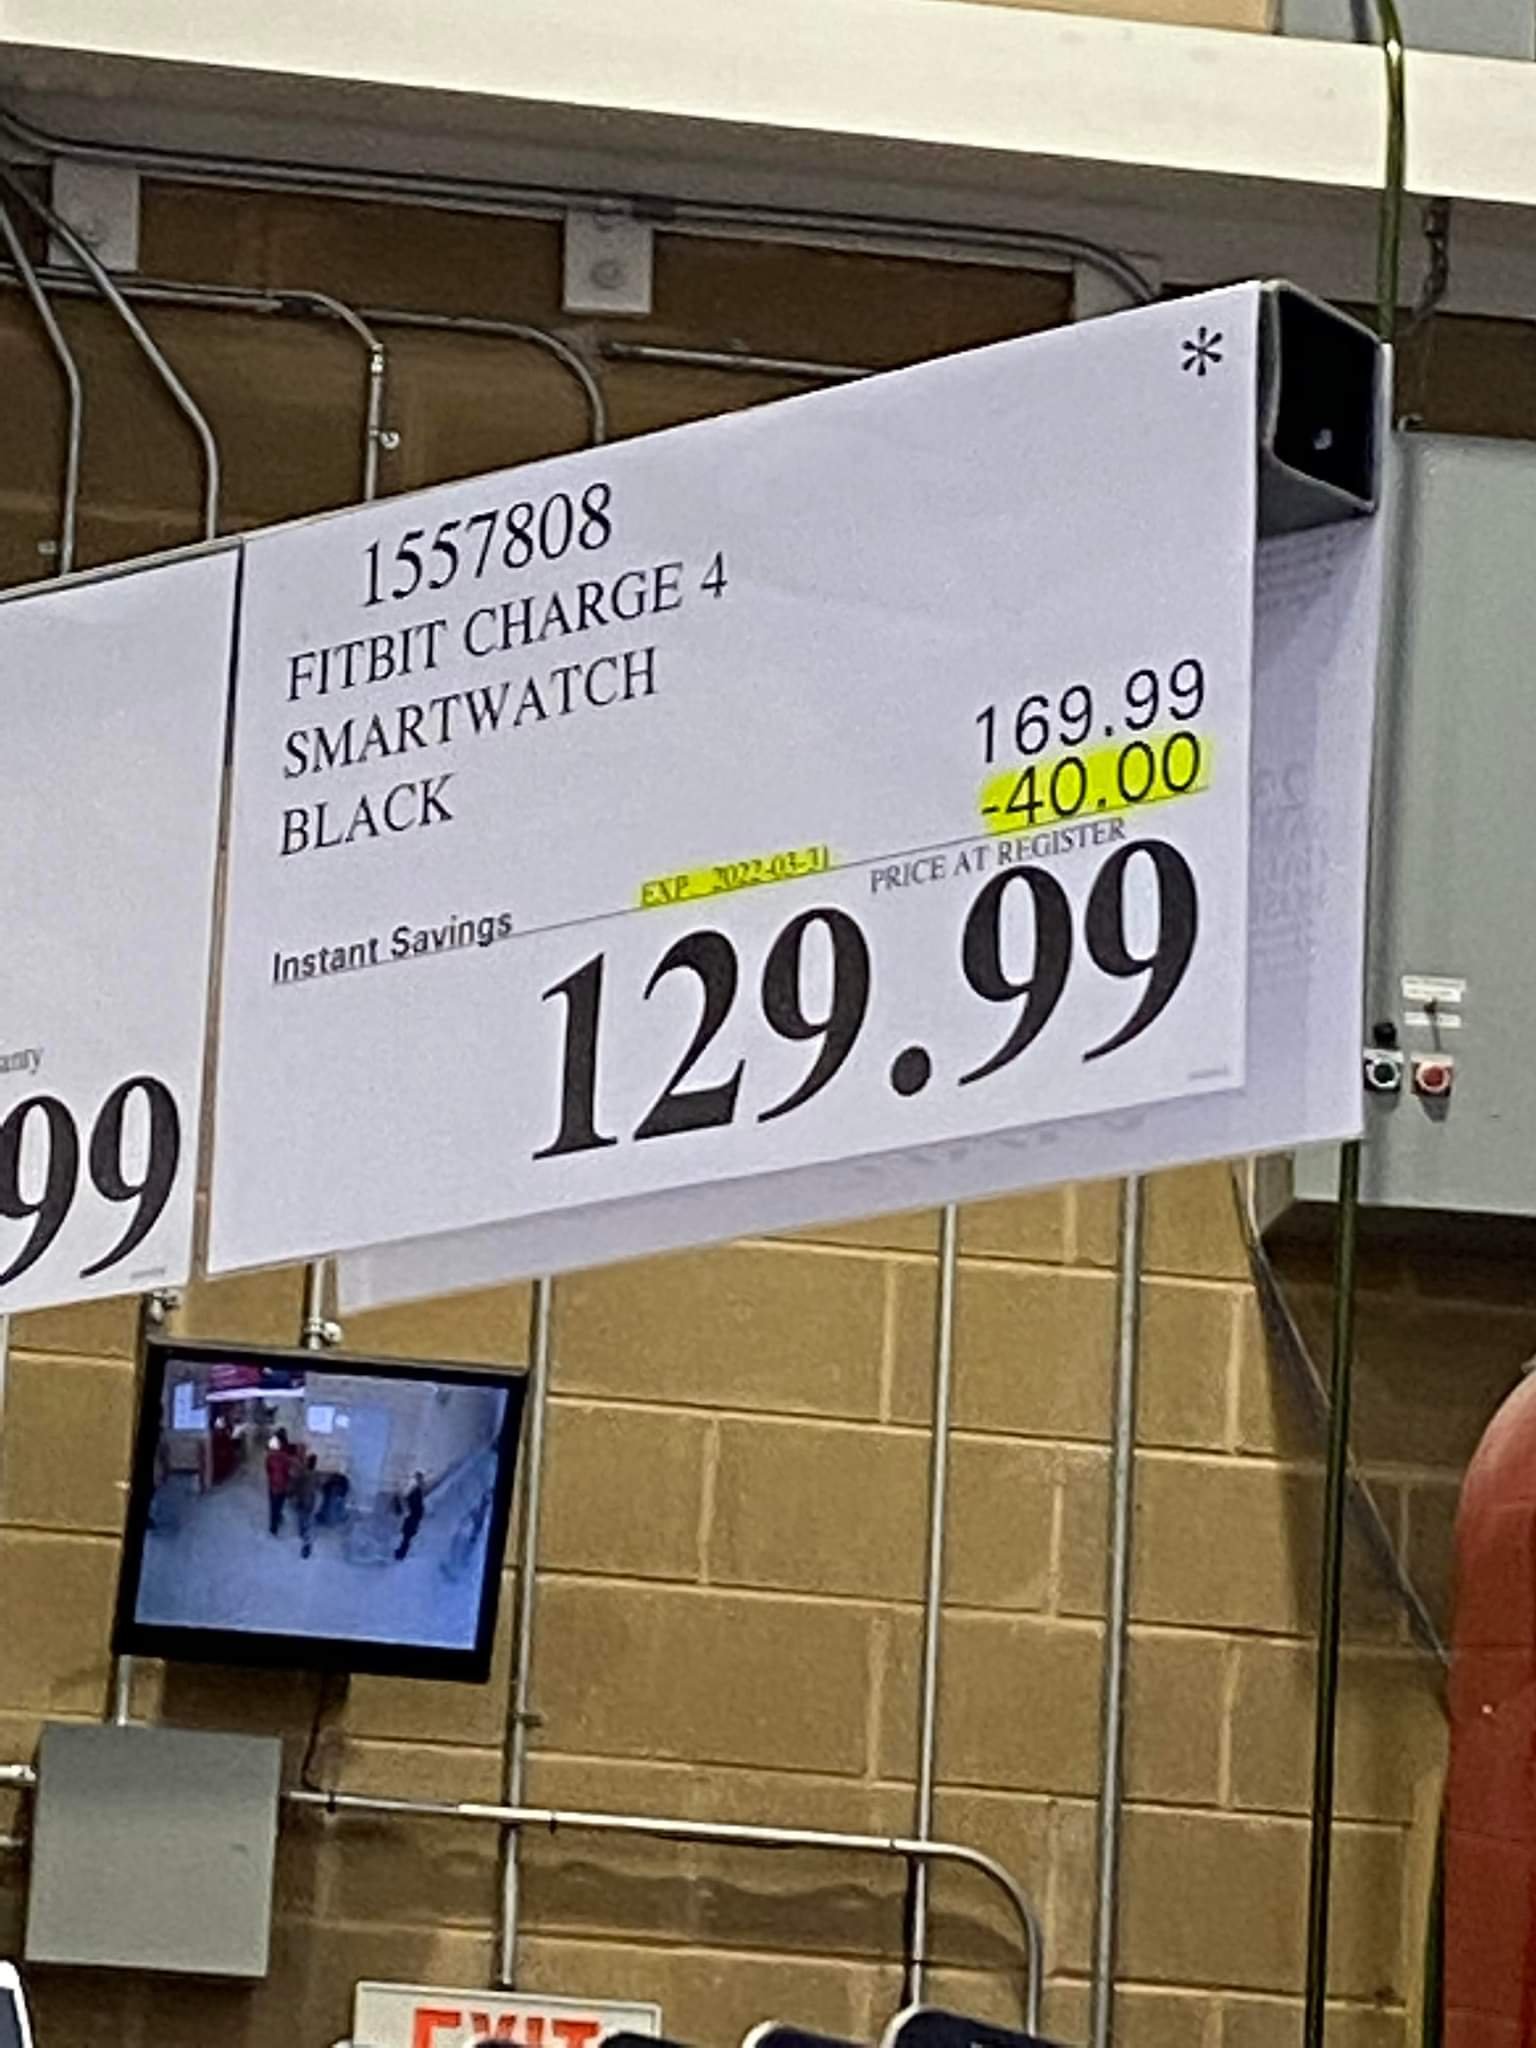 *
1557808
FITBIT CHARGE 4
SMARTWATCH
BLACK
169.99
-40.00
Instant Savings
EXP 2022-03-31
PRICE AT REGISTER
129.99
99
EXIT